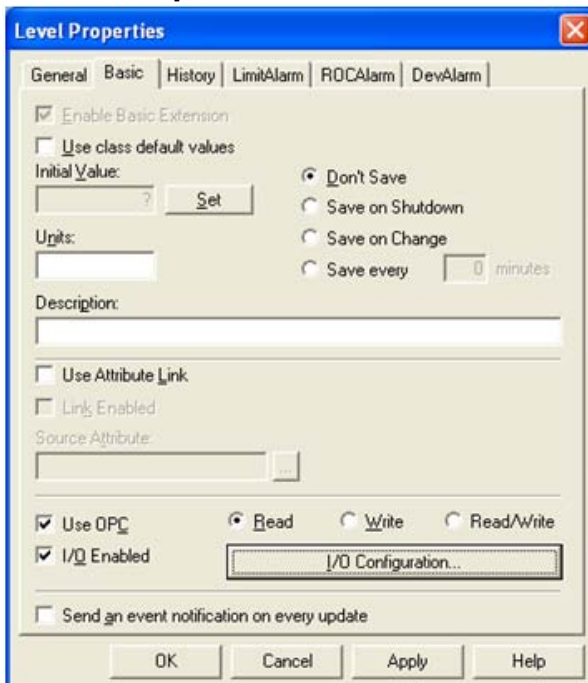 Level Properties
General Basic History LimitAlarm ROCAlarm DevAlarm
Enable Basic Extension
Use class default values
Initial Value:
? Set
Don't Save
Save on Shutdown
Save on Change
Save every 0 minutes
Units:
Description:
Use Attribute Link
Link Enabled
Source Attribute:
...
Use OPC Read Write Read/Write
I/O Enabled I/O Configuration...
Send an event notification on every update
OK Cancel Apply Help